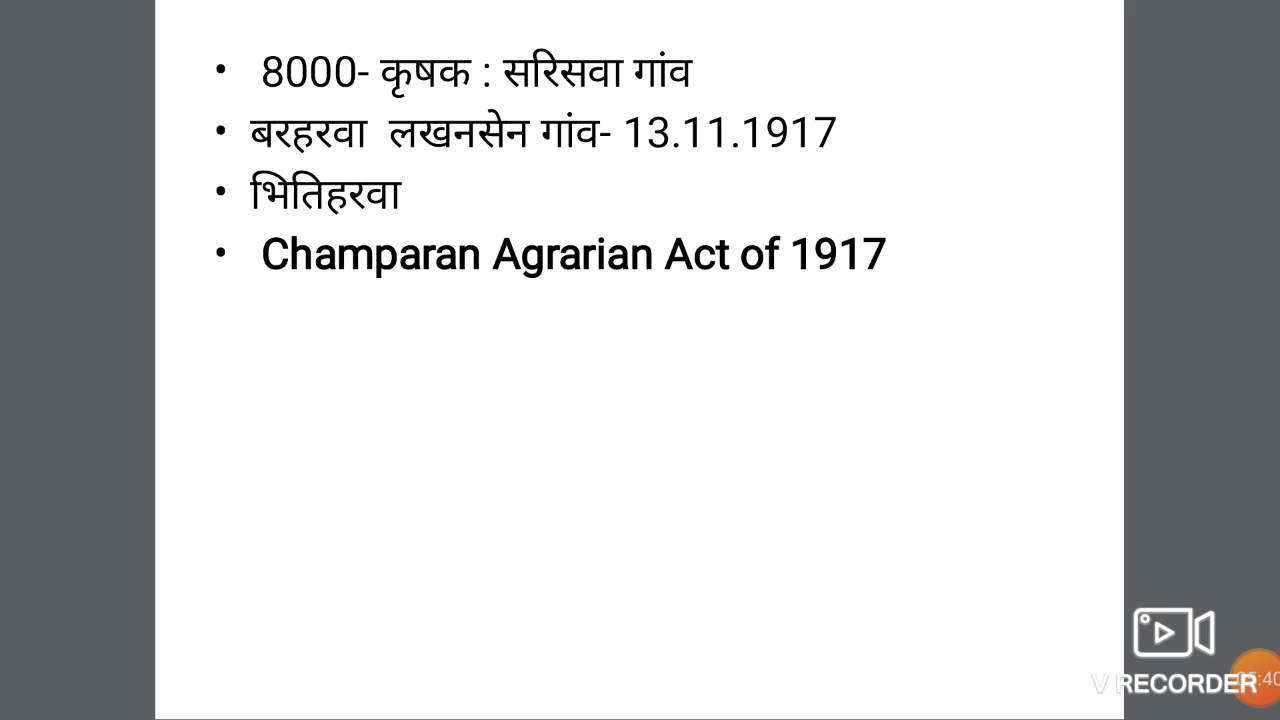 • 8000- कृषक : सरिसवा गांव
• बरहरवा लखनसेन गांव- 13.11.1917
• भितिहरवा
• Champaran Agrarian Act of 1917
V RECORDER